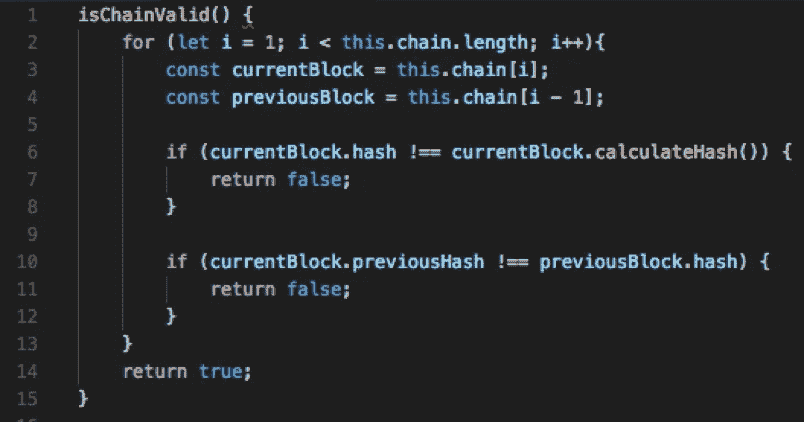 1 isChainValid() {
2 for (let i = 1; i < this.chain.length; i++){
3 const currentBlock = this.chain[i];
4 const previousBlock = this.chain[i - 1];
5
6 if (currentBlock.hash !== currentBlock.calculateHash()) {
7 return false;
8 }
9
10 if (currentBlock.previousHash !== previousBlock.hash) {
11 return false;
12 }
13 }
14 return true;
15 }